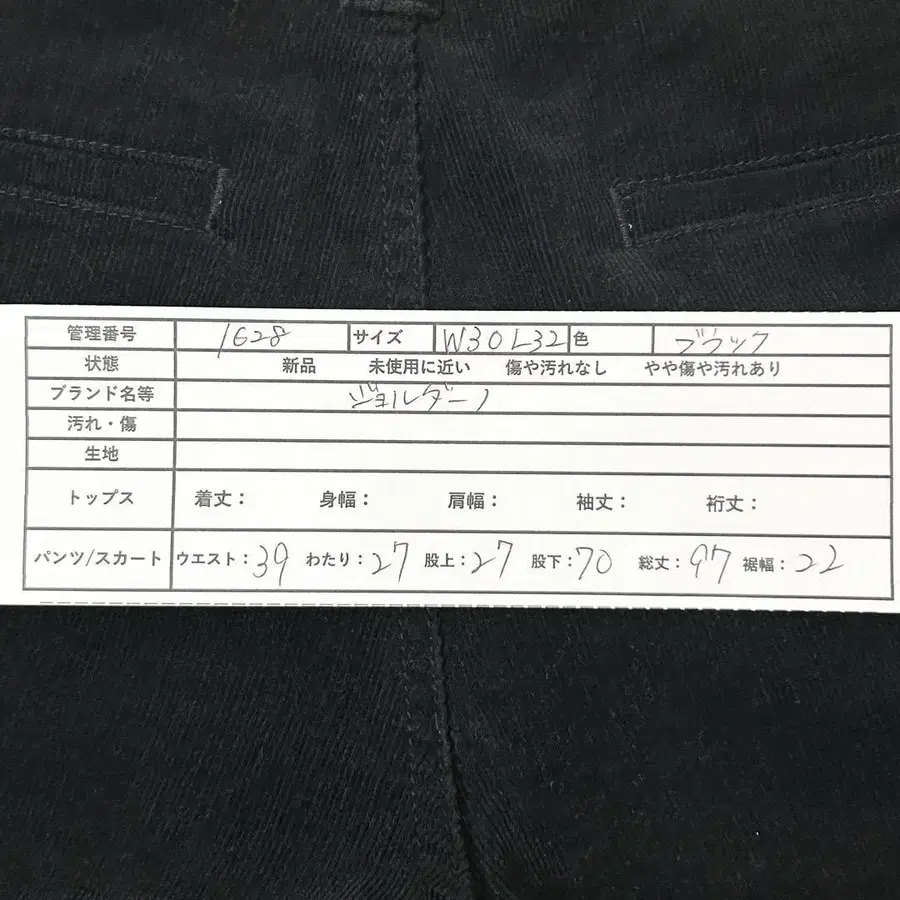 管理番号 1628 サイズ W30L32 色 ブラック
状態 新品 未使用に近い 傷や汚れなし やや傷や汚れあり
ブランド名等 ジョルダーノ
汚れ・傷
生地
トップス 着丈： 身幅： 肩幅： 袖丈： 裄丈：
パンツ/スカート ウエスト：39 わたり：27 股上：27 股下：70 総丈：97 裾幅：22